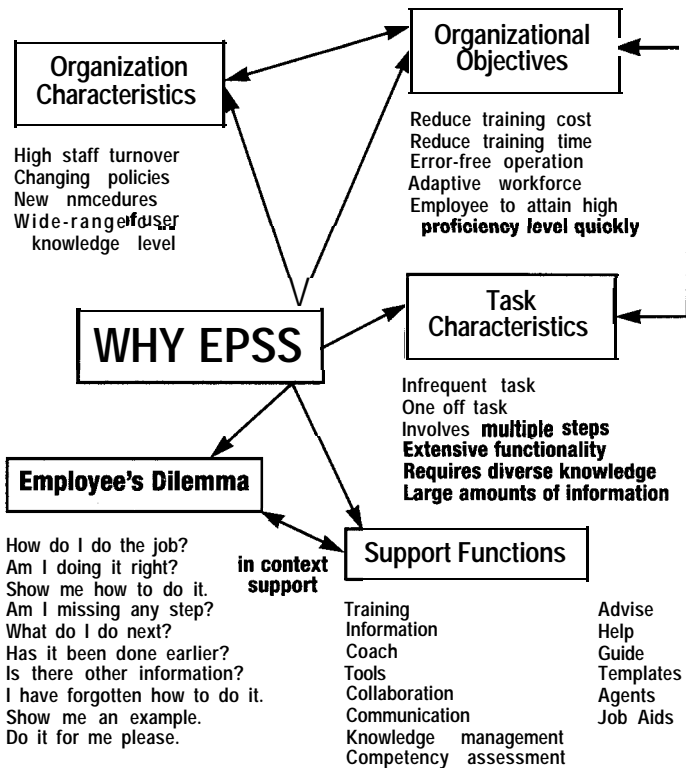 Organization
Characteristics
High staff turnover
Changing policies
New nmcedures
Wide-range user
knowledge level
Organizational
Objectives
Reduce training cost
Reduce training time
Error-free operation
Adaptive workforce
Employee to attain high
proficiency level quickly
WHY EPSS
Task
Characteristics
Infrequent task
One off task
Involves multiple steps
Extensive functionality
Requires diverse knowledge
Large amounts of information
Employee's Dilemma
How do I do the job?
Am I doing it right?
Show me how to do it.
Am I missing any step?
What do I do next?
Has it been done earlier?
Is there other information?
I have forgotten how to do it.
Show me an example.
Do it for me please.
in context
support
Support Functions
Training
Information
Coach
Tools
Collaboration
Communication
Knowledge management
Competency assessment
Advise
Help
Guide
Templates
Agents
Job Aids